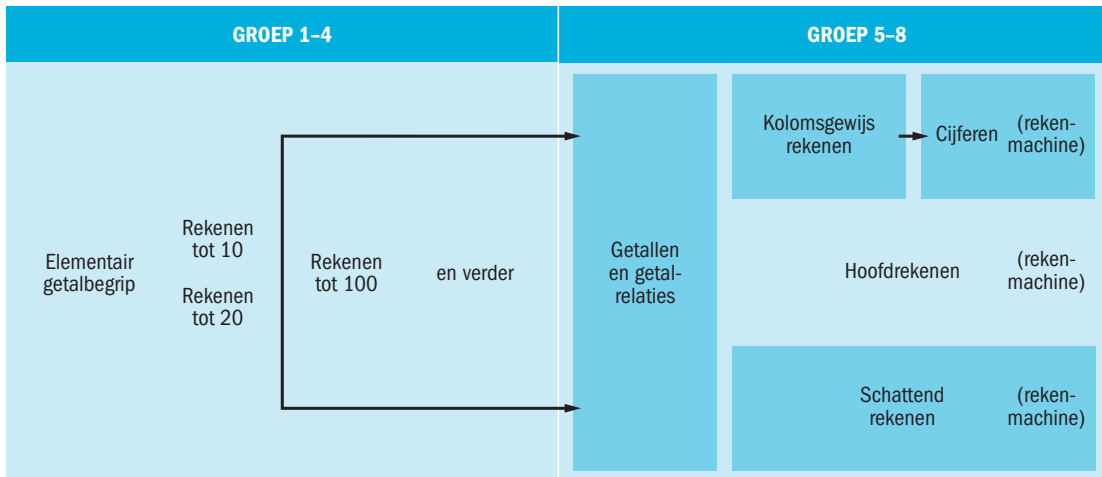 GROEP 1–4
GROEP 5–8
Elementair
getalbegrip
Rekenen
tot 10
Rekenen
tot 20
Rekenen
tot 100
en verder
Getallen
en getal-
relaties
Kolomsgewijs
rekenen
Cijferen
(reken-
machine)
Hoofdrekenen
(reken-
machine)
Schattend
rekenen
(reken-
machine)